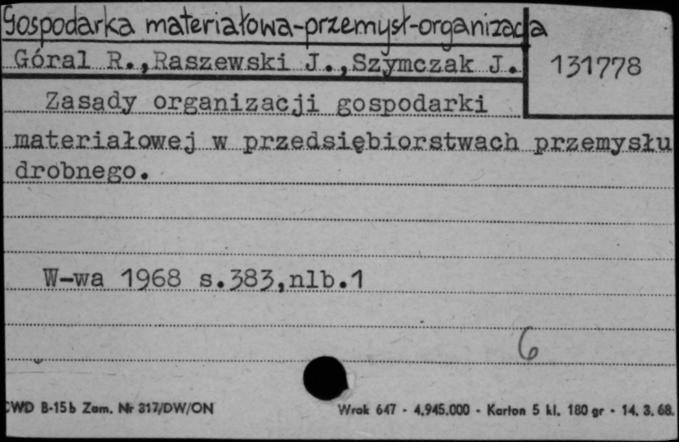 Gospodarka materiałowa-przemysł-organizacja
Góral R.,Raszewski J.,Szymczak J.
131778
Zasady organizacji gospodarki
materiałowej w przedsiębiorstwach przemysłu
drobnego.
W-wa 1968 s.383,nlb.1
6
CWD B-15b Zam. Nr 317/DW/ON Wrok 647 - 4.945.000 - Karton 5 kl. 180 gr - 14. 3. 68.